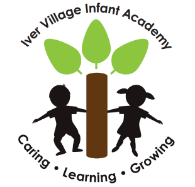 Iver Village Infant Academy
Caring • Learning • Growing